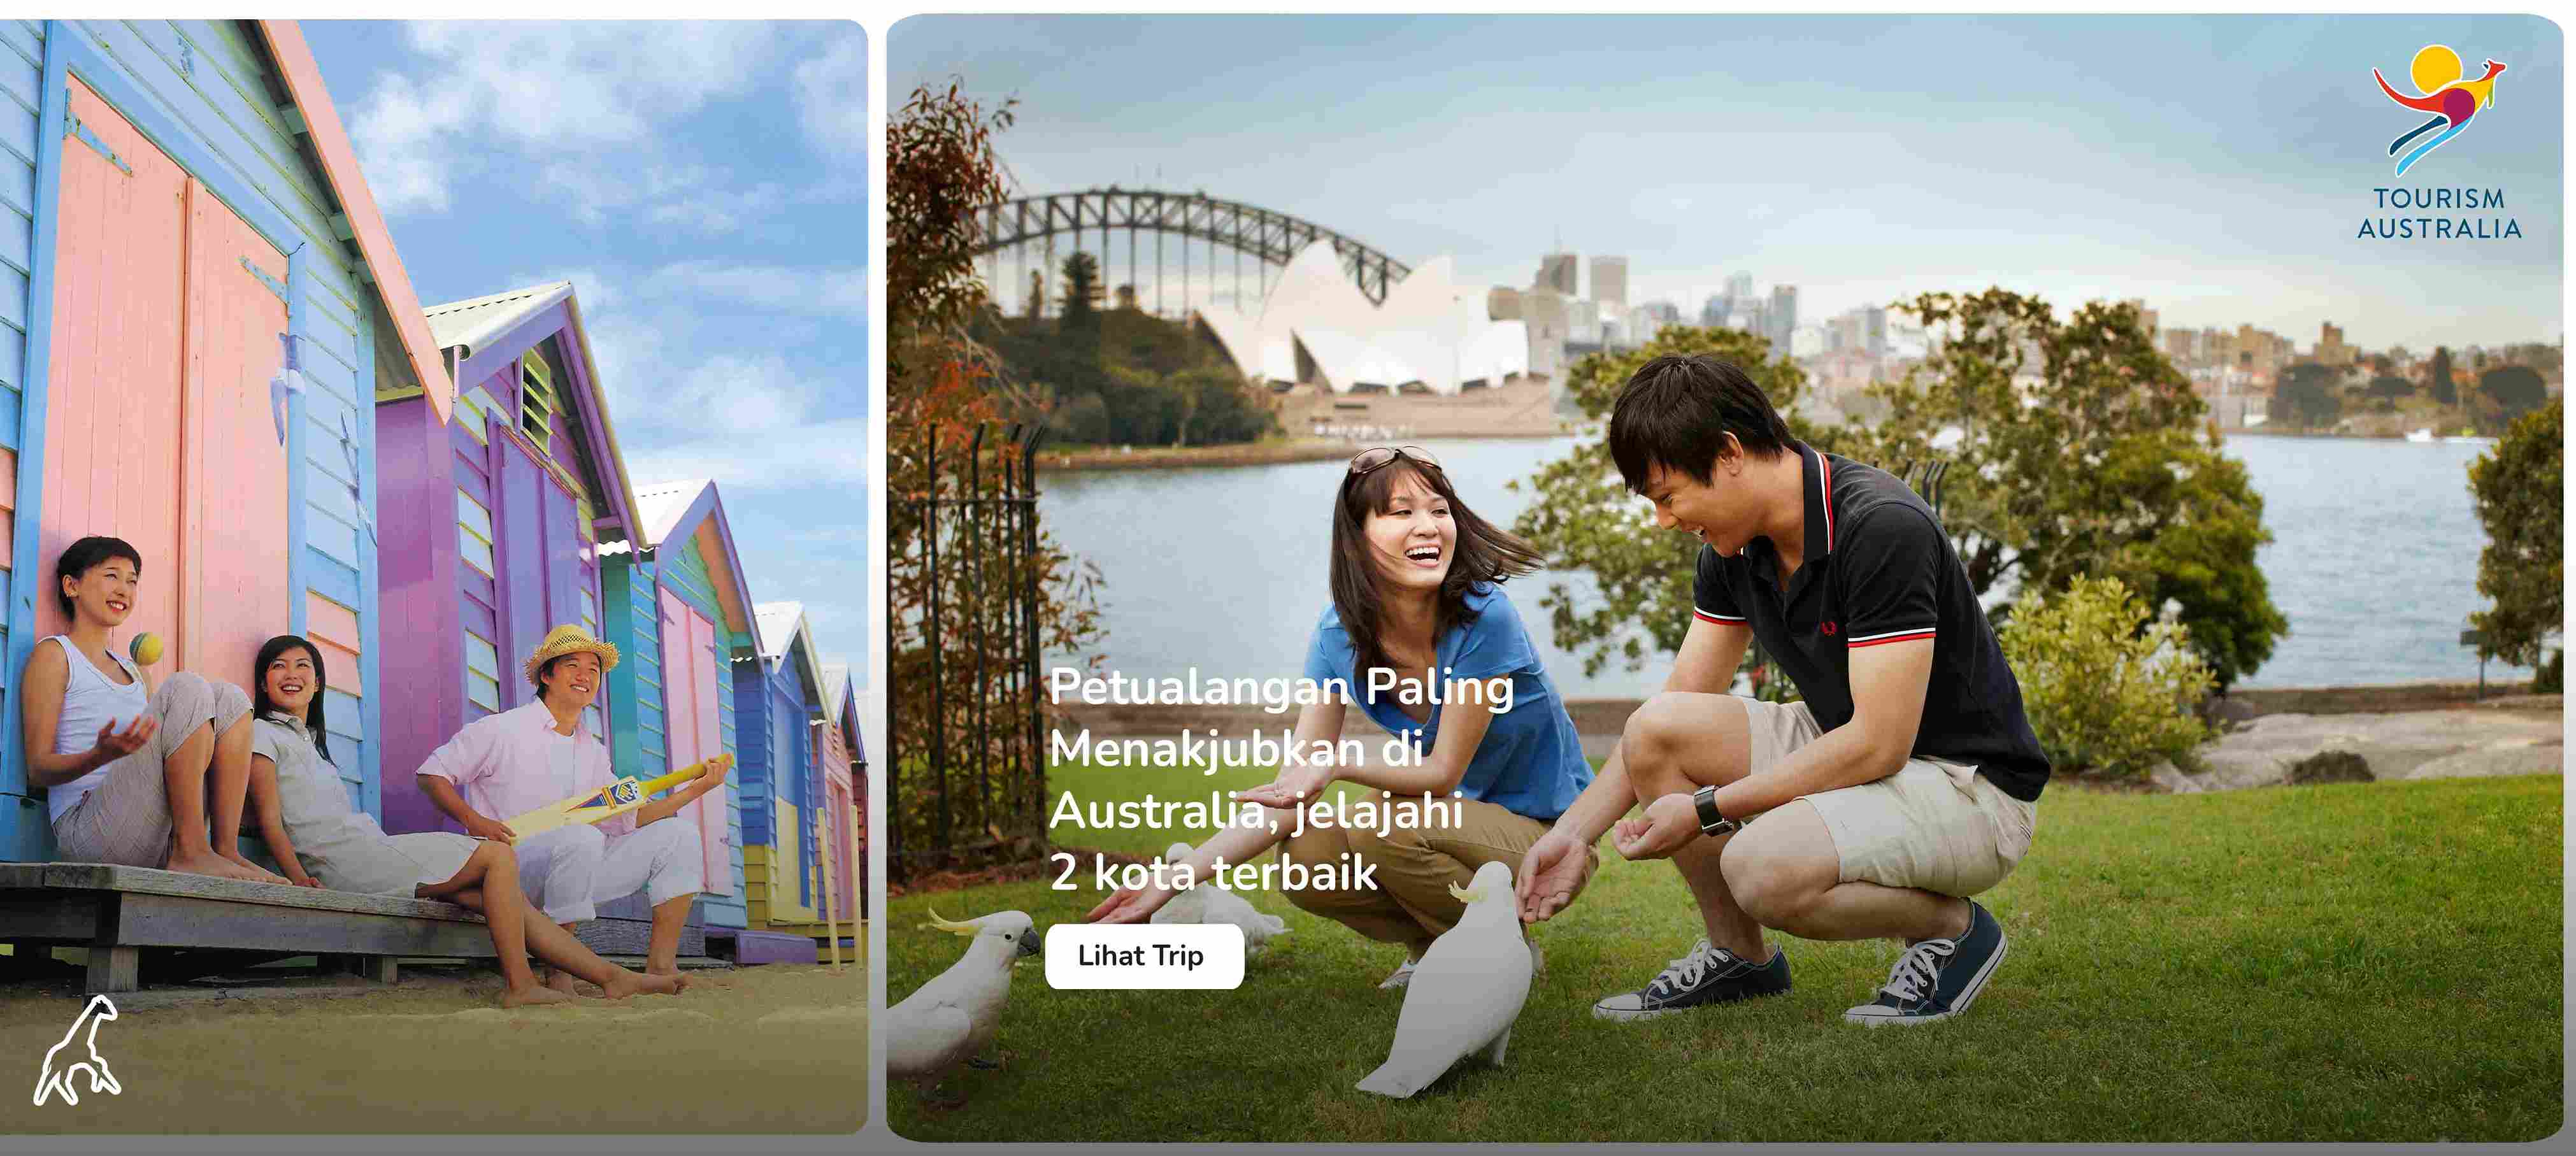 TOURISM
AUSTRALIA
Petualangan Paling
Menakjubkan di
Australia, jelajahi
2 kota terbaik
Lihat Trip